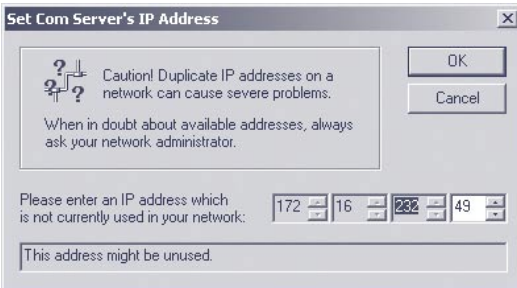 Set Com Server's IP Address
Caution! Duplicate IP addresses on a
network can cause severe problems.
When in doubt about available addresses, always
ask your network administrator.
OK
Cancel
Please enter an IP address which
is not currently used in your network:
172 16 232 49
This address might be unused.